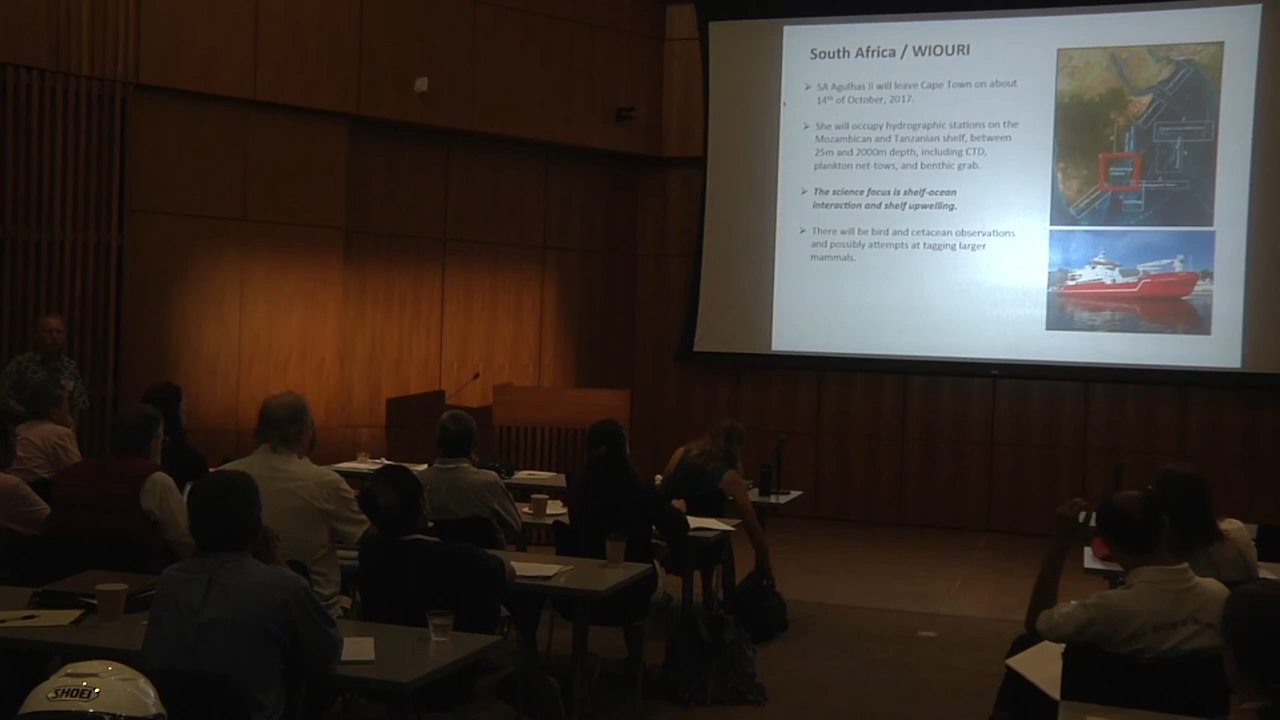 South Africa / WIOURI
➢ SA Agulhas II will leave Cape Town on about
14th of October, 2017.
➢ She will occupy hydrographic stations on the
Mozambican and Tanzanian shelf, between
25m and 2000m depth, including CTD,
plankton net-tows, and benthic grab.
➢ The science focus is shelf-ocean
interaction and shelf upwelling.
➢ There will be bird and cetacean observations
and possibly attempts at tagging larger
mammals.
SHOEI